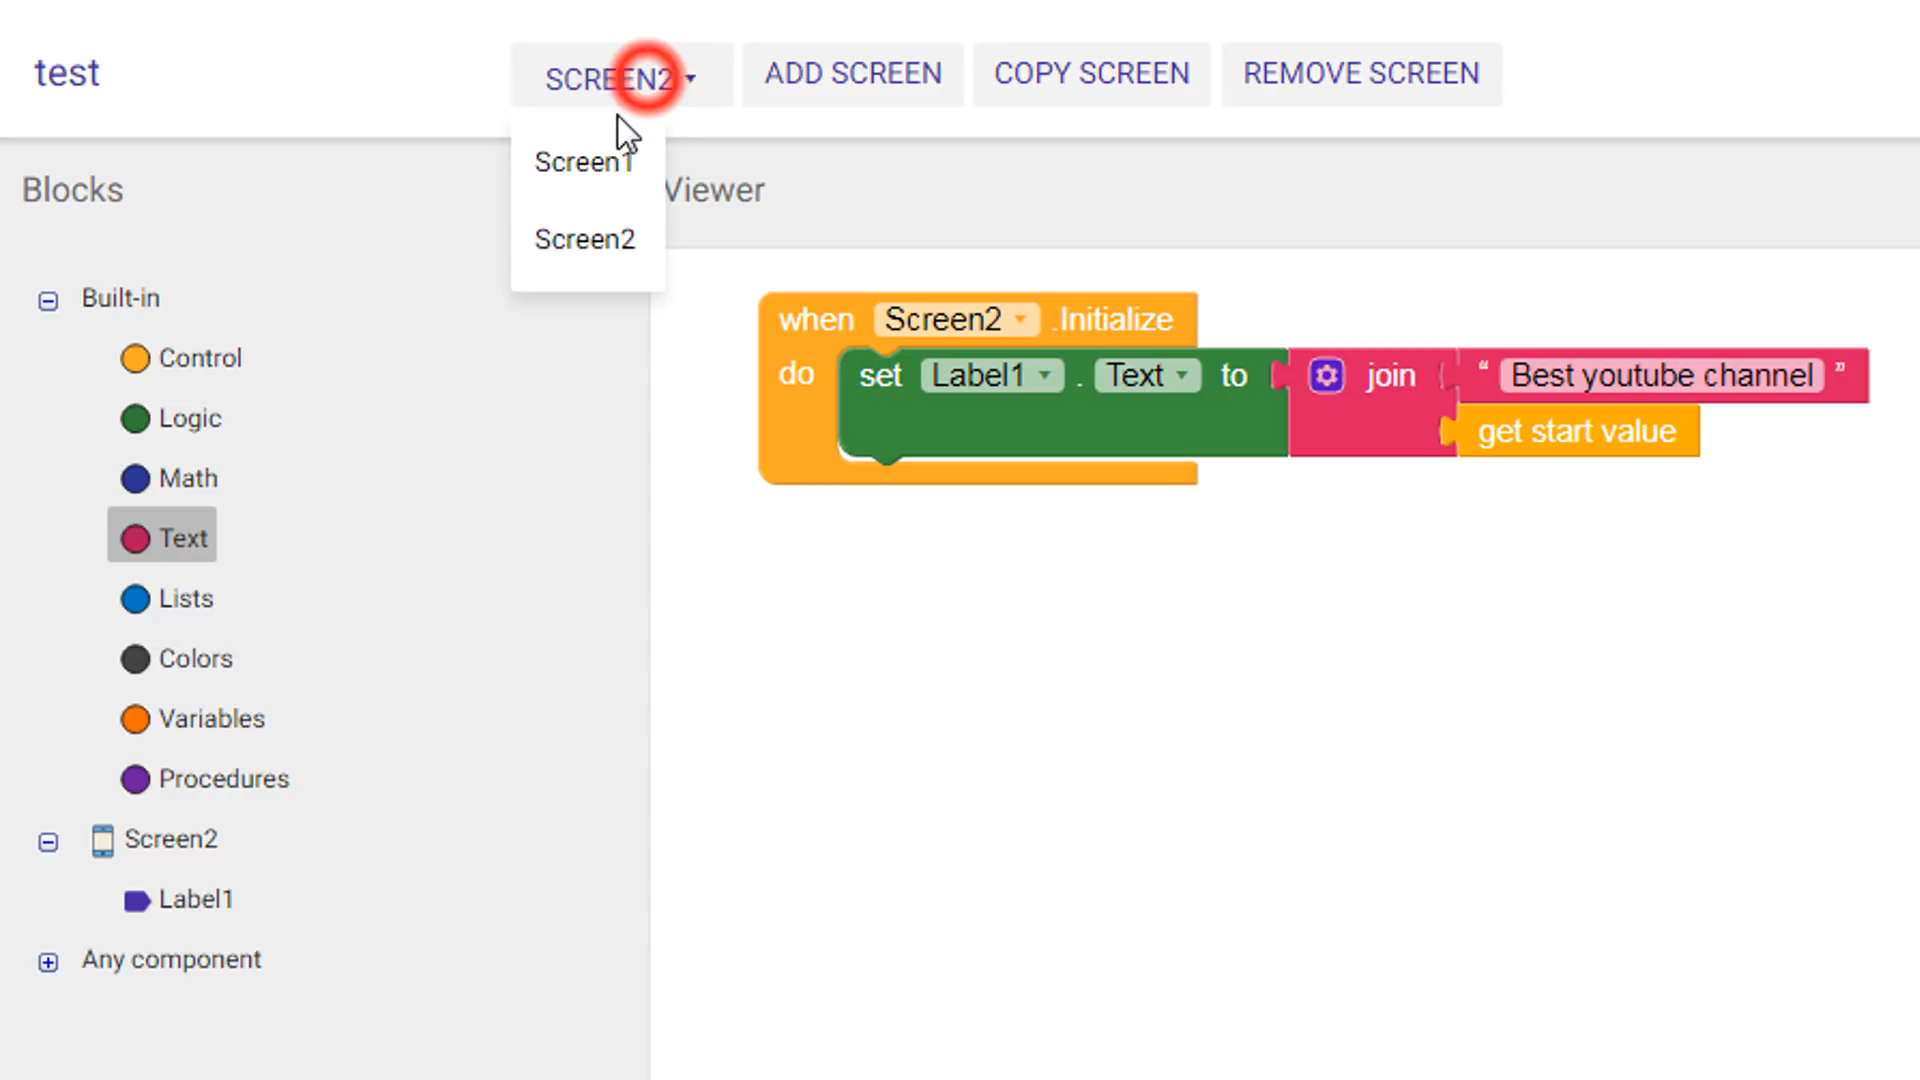 test
SCREEN2
ADD SCREEN
COPY SCREEN
REMOVE SCREEN
Screen1
Screen2
Blocks
Viewer
Built-in
Control
Logic
Math
Text
Lists
Colors
Variables
Procedures
Screen2
Label1
Any component
when Screen2 .Initialize
do set Label1 . Text to join “ Best youtube channel ”
get start value